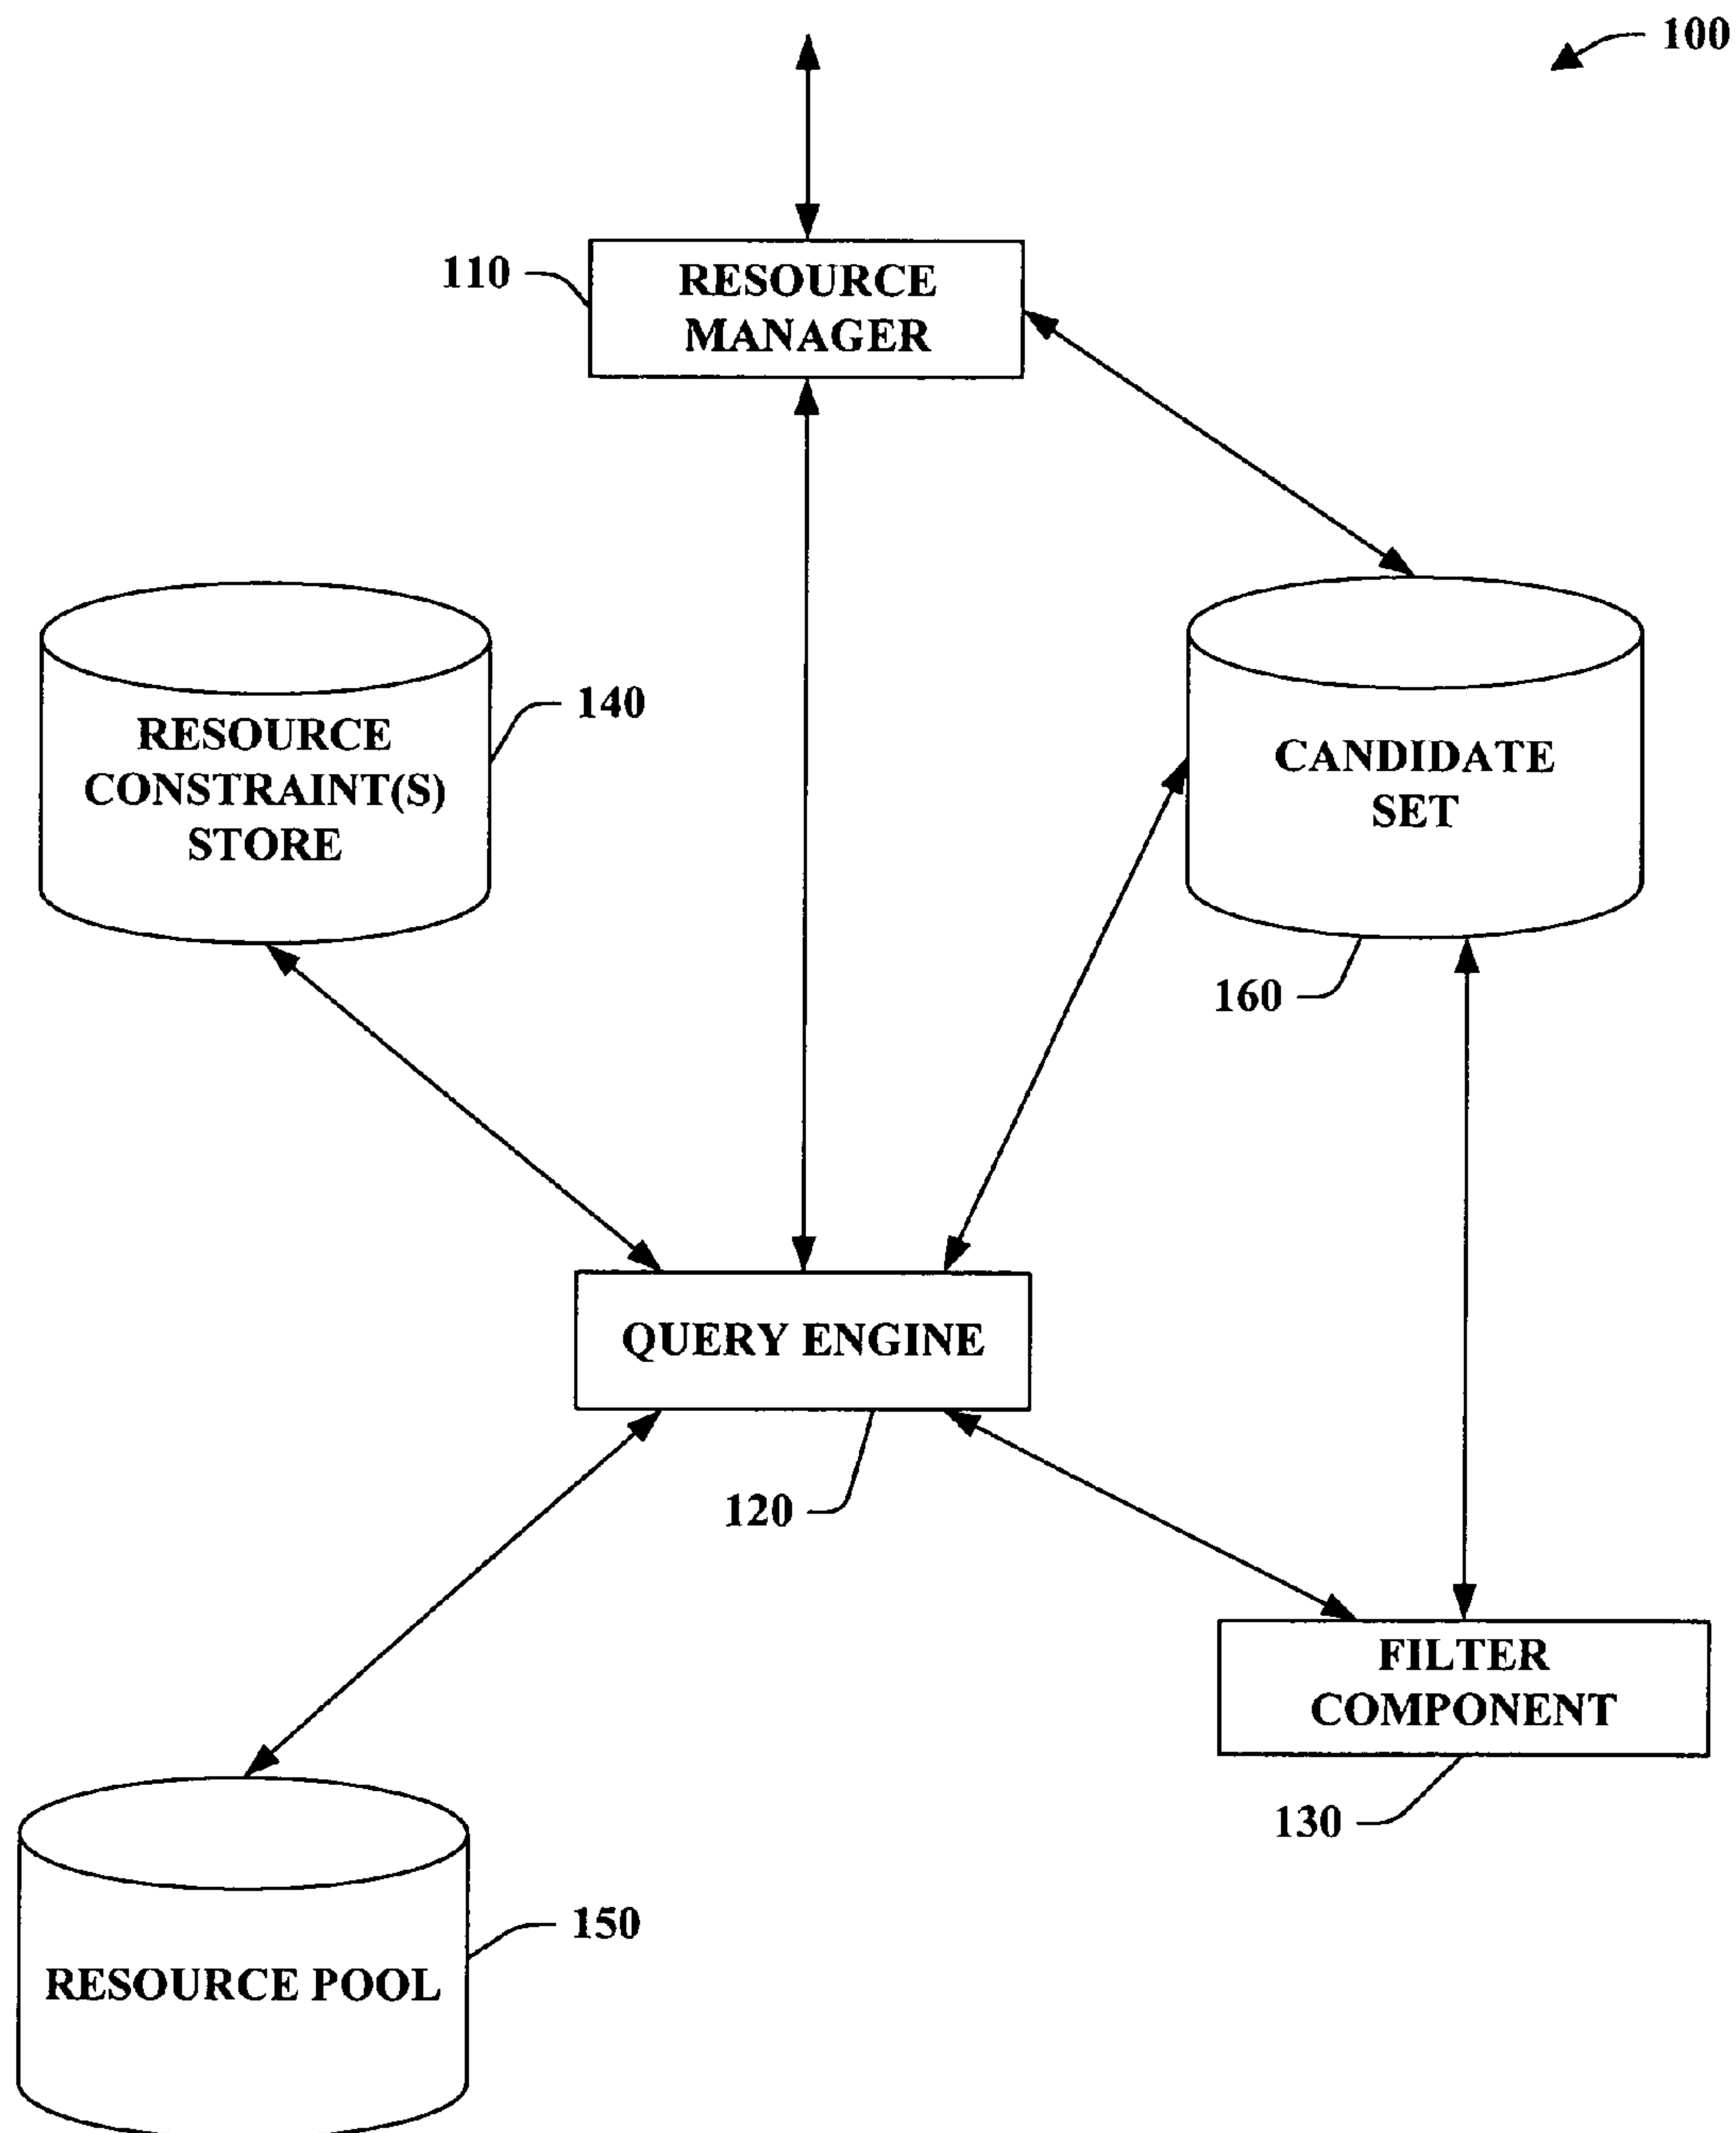 100
110
RESOURCE
MANAGER
140
RESOURCE
CONSTRAINT(S)
STORE
CANDIDATE
SET
160
QUERY ENGINE
120
FILTER
COMPONENT
130
150
RESOURCE POOL